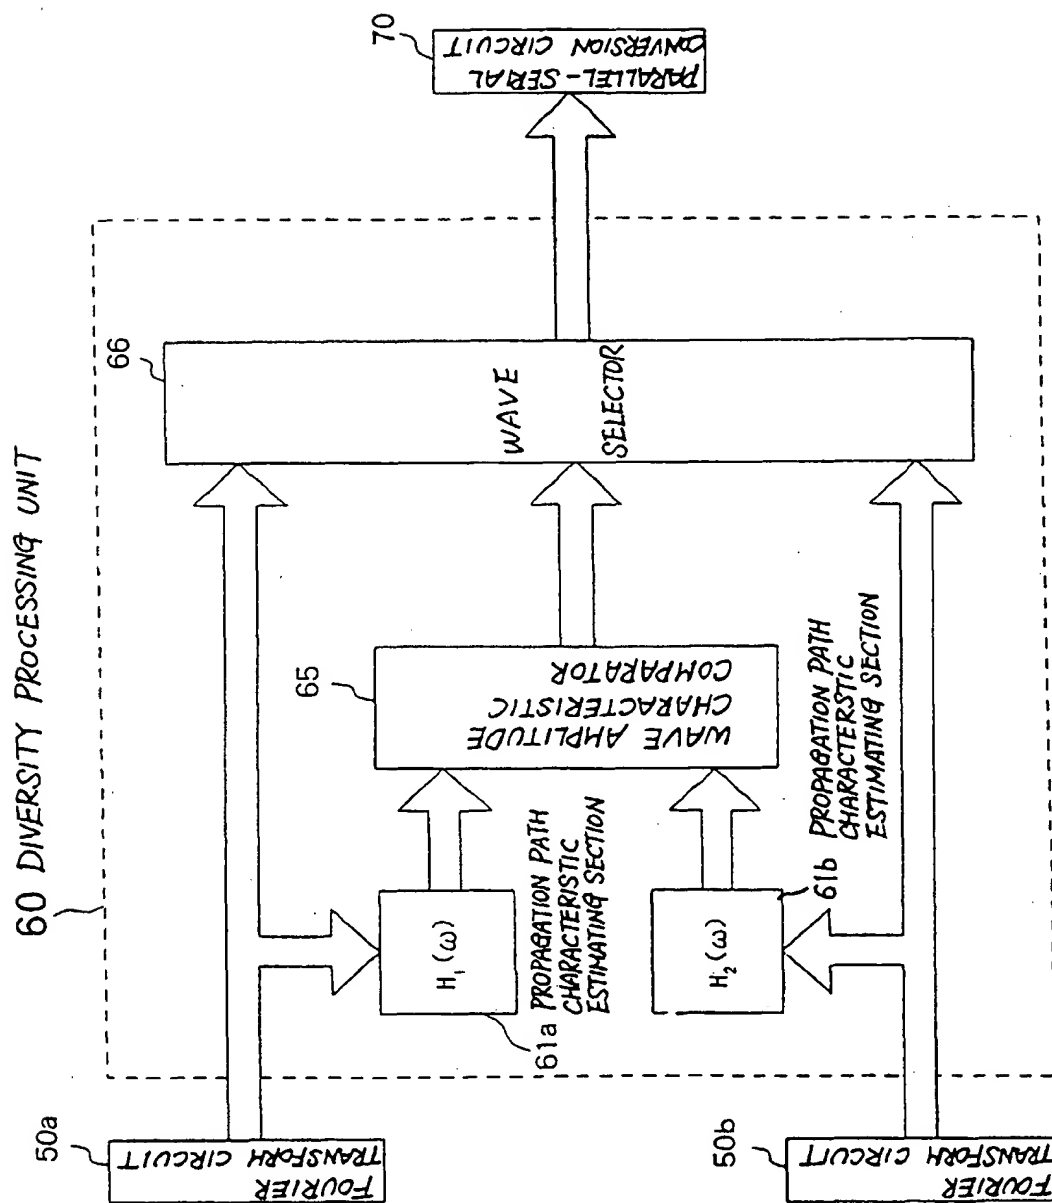 60 DIVERSITY PROCESSING UNIT
50a
FOURIER
TRANSFORM CIRCUIT
61a PROPAGATION PATH
CHARACTERISTIC
ESTIMATING SECTION
H₁(ω)
65
WAVE AMPLITUDE
CHARACTERISTIC
COMPARATOR
66
WAVE
SELECTOR
70
PARALLEL-SERIAL
CONVERSION CIRCUIT
50b
FOURIER
TRANSFORM CIRCUIT
61b PROPAGATION PATH
CHARACTERSTIC
ESTIMATING SECTION
H₂(ω)